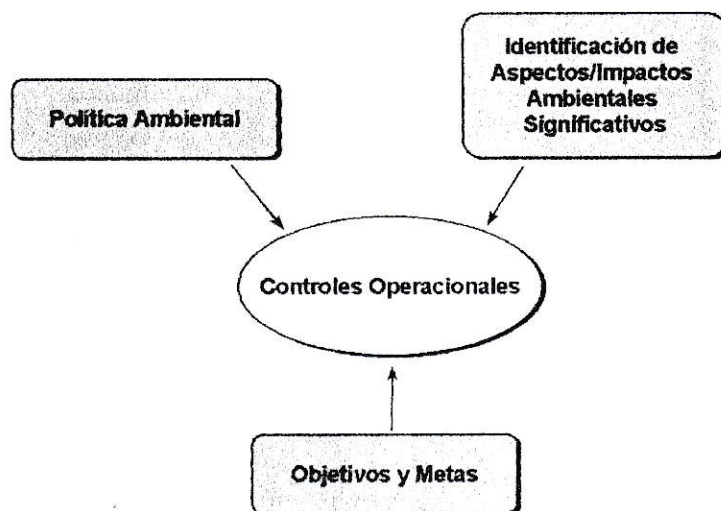 Política Ambiental
Identificación de
Aspectos/Impactos
Ambientales
Significativos
Controles Operacionales
Objetivos y Metas